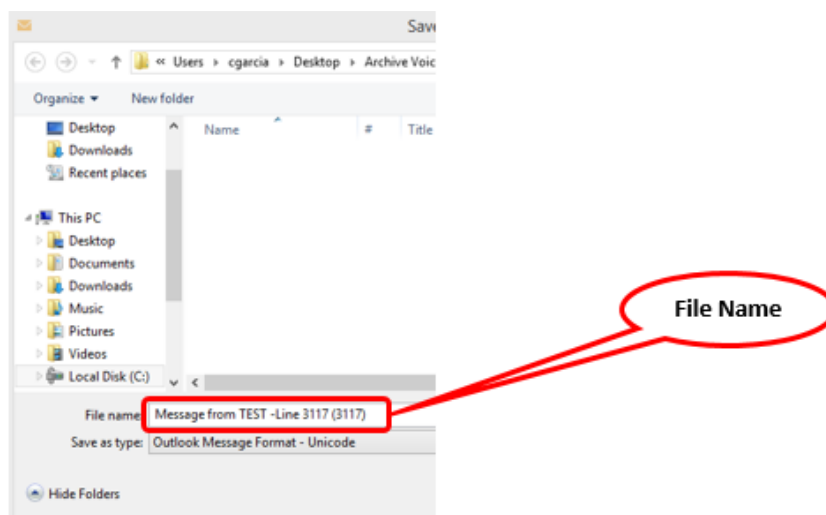 Save
« Users › cgarcia › Desktop › Archive Voic
Organize New folder
Desktop
Downloads
Recent places
This PC
Desktop
Documents
Downloads
Music
Pictures
Videos
Local Disk (C:)
Name # Title
File name: Message from TEST -Line 3117 (3117)
Save as type: Outlook Message Format - Unicode
Hide Folders
File Name